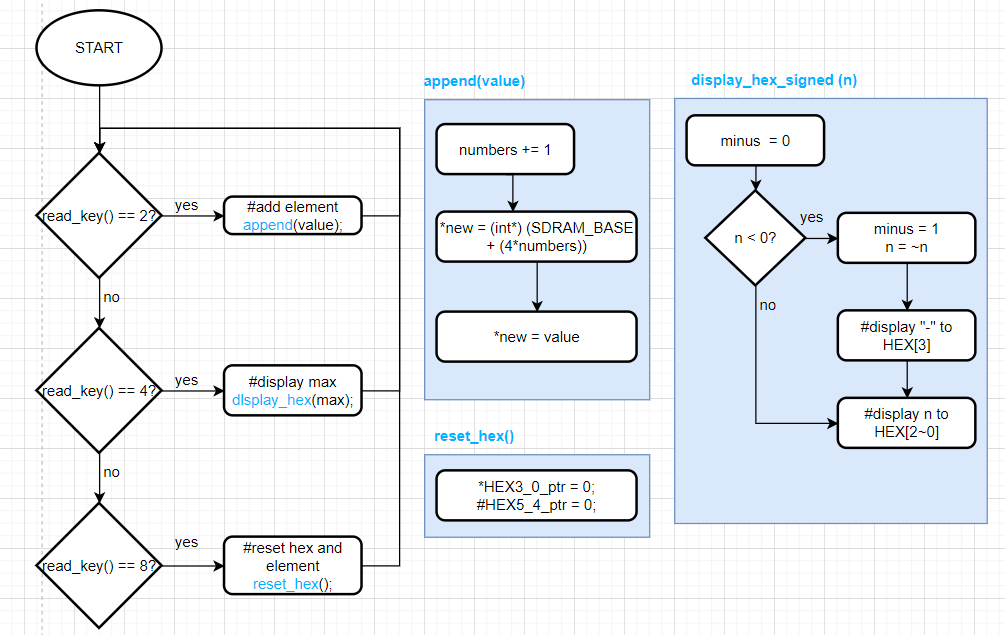 START
read_key() == 2?
yes
#add element
append(value);
no
read_key() == 4?
yes
#display max
dIsplay_hex(max);
no
read_key() == 8?
yes
#reset hex and
element
reset_hex();
append(value)
numbers += 1
*new = (int*) (SDRAM_BASE
+ (4*numbers))
*new = value
reset_hex()
*HEX3_0_ptr = 0;
#HEX5_4_ptr = 0;
display_hex_signed (n)
minus  = 0
n < 0?
yes
minus = 1
n = ~n
no
#display "-" to
HEX[3]
#display n to
HEX[2~0]